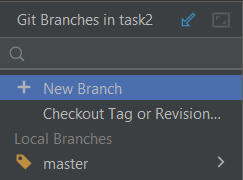 Git Branches in task2
New Branch
Checkout Tag or Revision...
Local Branches
master